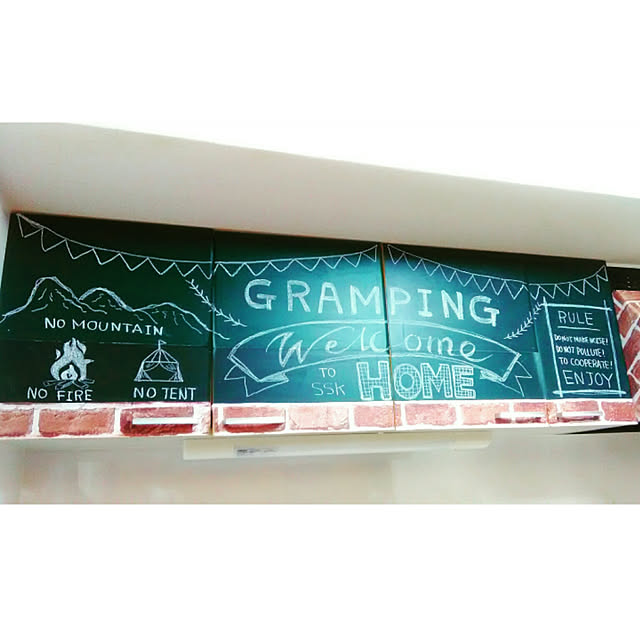 NO MOUNTAIN
NO FIRE
NO TENT
GRAMPING
Welcome
TO
SSK
HOME
RULE
DO NOT MAKE NOISE!
DO NOT POLLUTE!
TO COOPERATE!
ENJOY